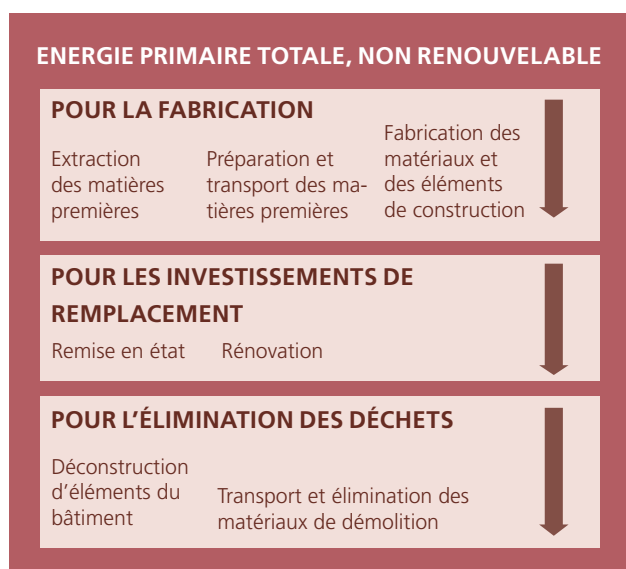 ENERGIE PRIMAIRE TOTALE, NON RENOUVELABLE
POUR LA FABRICATION
Extraction
des matières
premières
Préparation et
transport des ma-
tières premières
Fabrication des
matériaux et
des éléments
de construction
POUR LES INVESTISSEMENTS DE
REMPLACEMENT
Remise en état
Rénovation
POUR L’ÉLIMINATION DES DÉCHETS
Déconstruction
d’éléments du
bâtiment
Transport et élimination des
matériaux de démolition